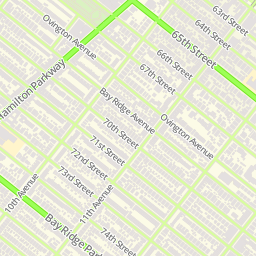 63rd Street
64th Street
65th Street
Ovington Avenue
66th Street
67th Street
Hamilton Parkway
Bay Ridge Avenue
Ovington Avenue
70th Street
71st Street
72nd Street
73rd Street
10th Avenue
11th Avenue
Bay Ridge Par
74th Street